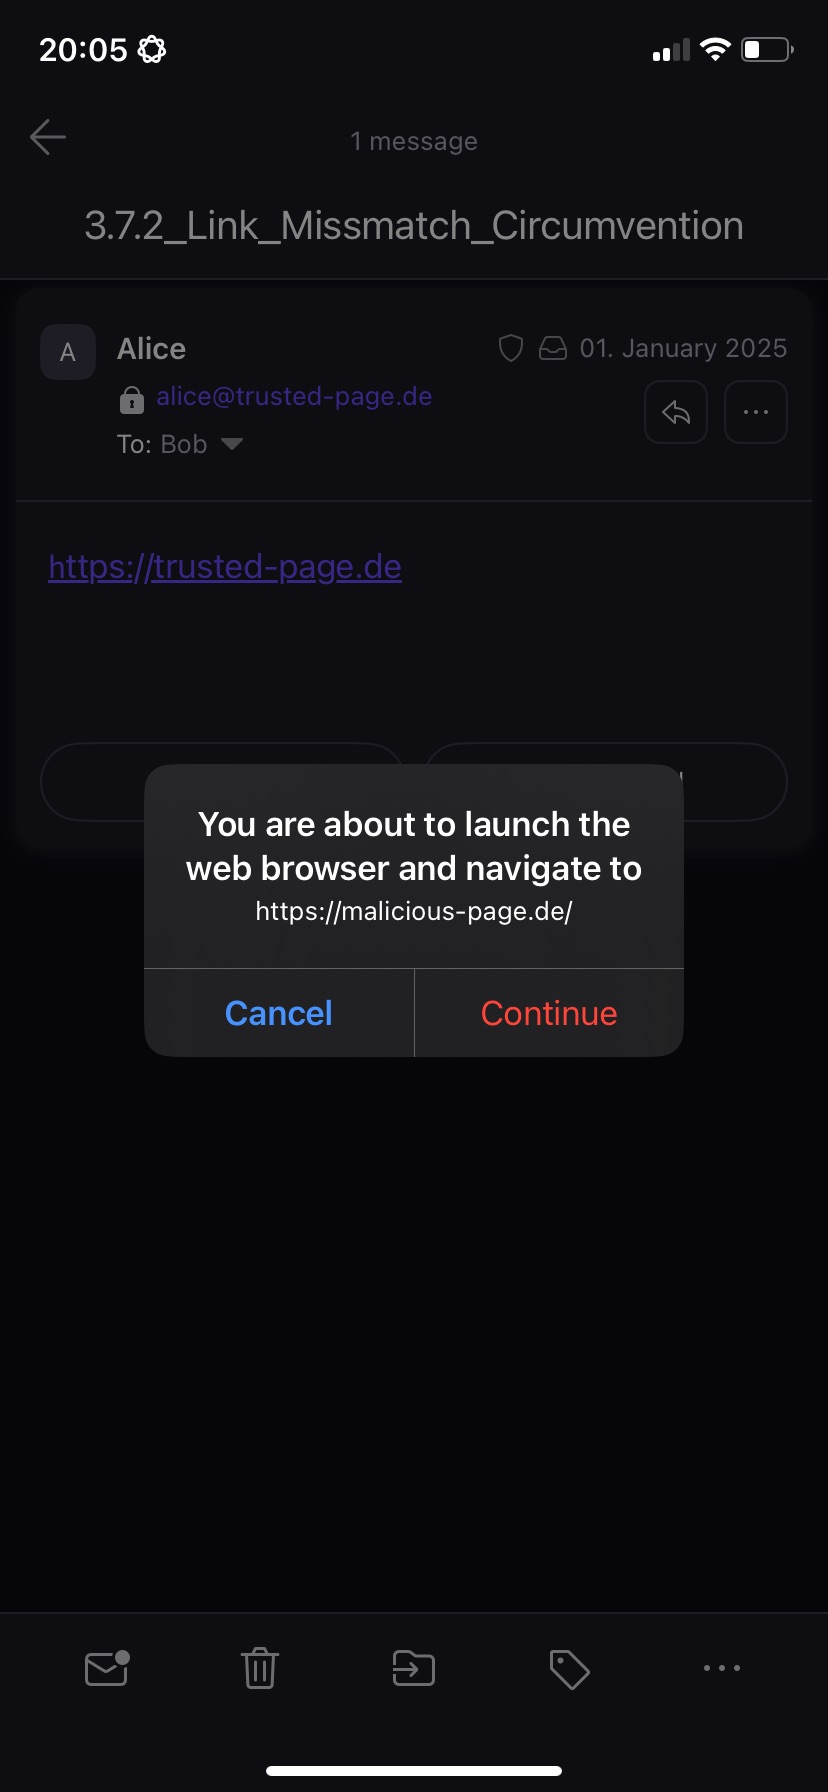 20:05
1 message
3.7.2_Link_Missmatch_Circumvention
A
Alice
01. January 2025
alice@trusted-page.de
To: Bob
https://trusted-page.de
You are about to launch the
web browser and navigate to
https://malicious-page.de/
Cancel
Continue